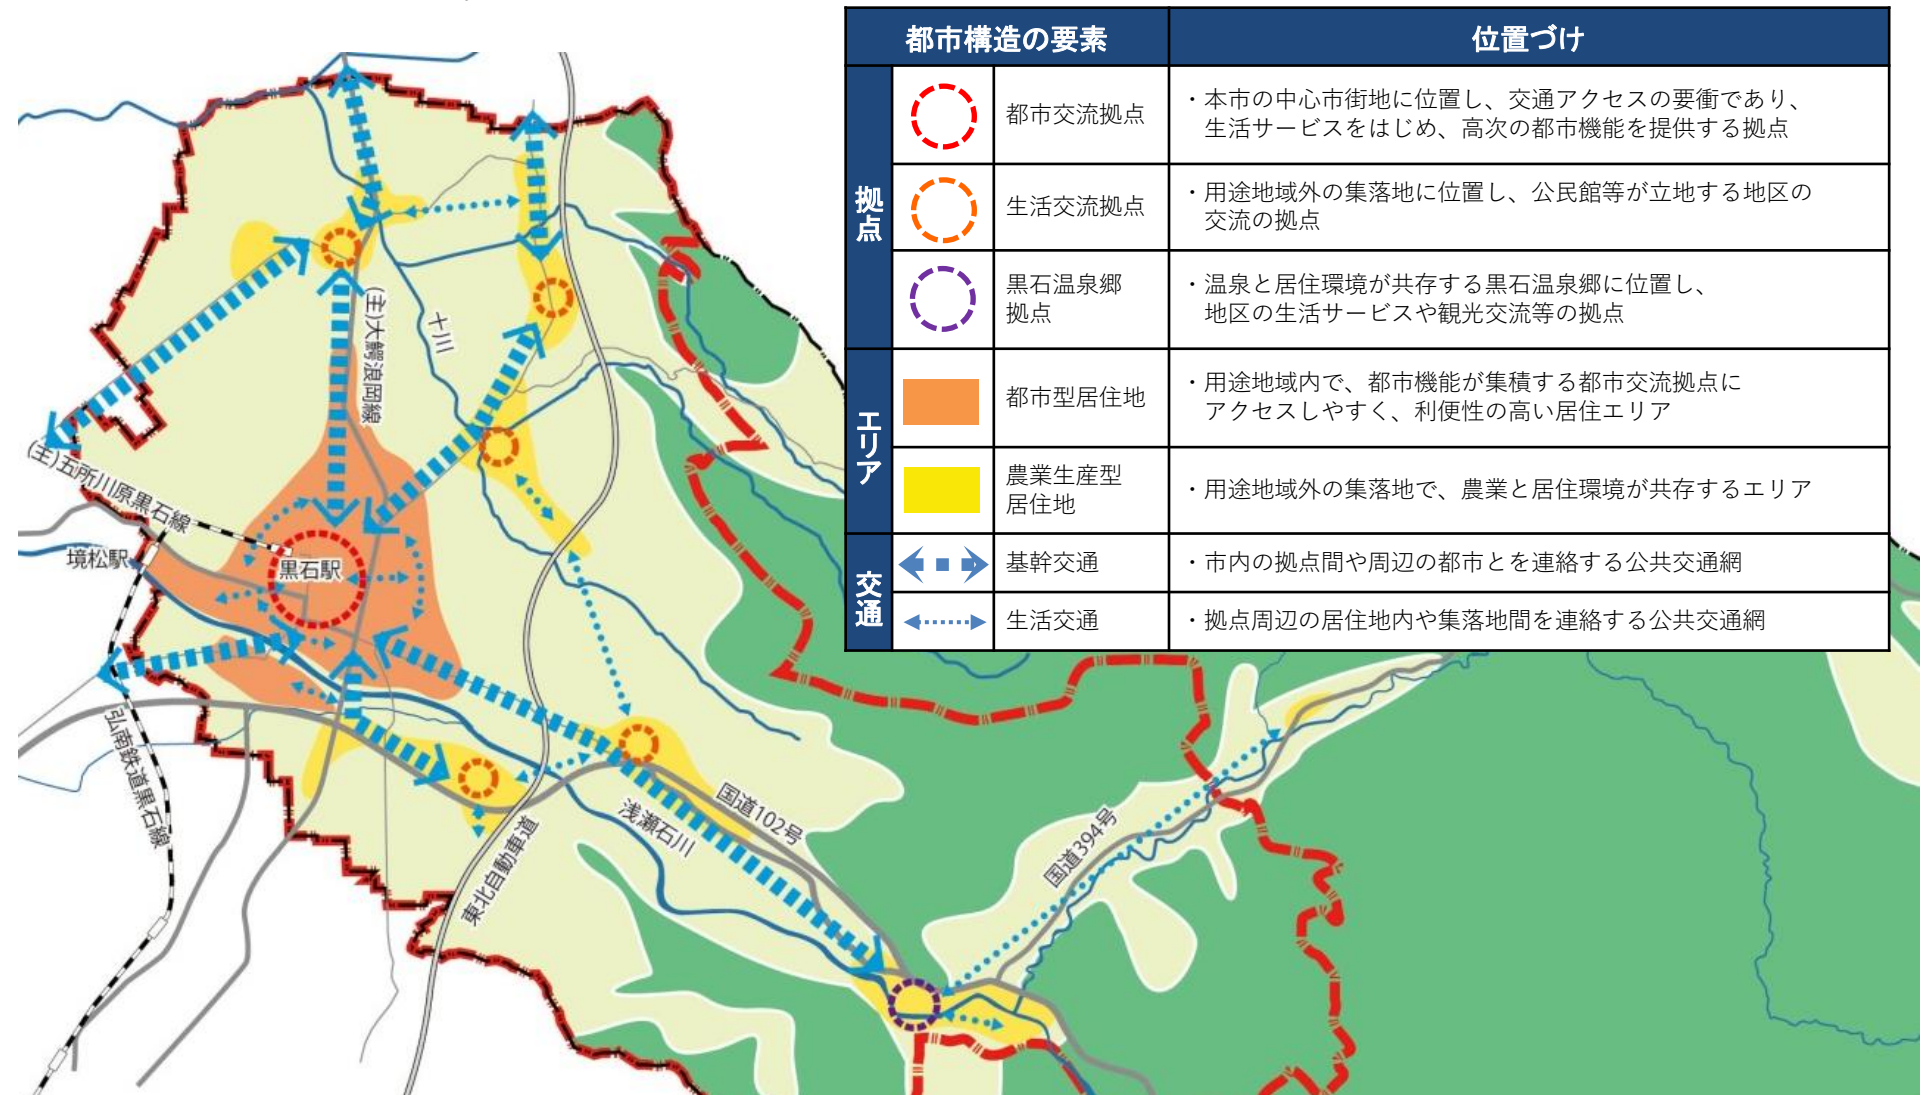 都市構造の要素
位置づけ
拠点
都市交流拠点
・本市の中心市街地に位置し、交通アクセスの要衝であり、
生活サービスをはじめ、高次の都市機能を提供する拠点
生活交流拠点
・用途地域外の集落地に位置し、公民館等が立地する地区の
交流の拠点
黒石温泉郷
拠点
・温泉と居住環境が共存する黒石温泉郷に位置し、
地区の生活サービスや観光交流等の拠点
エリア
都市型居住地
・用途地域内で、都市機能が集積する都市交流拠点に
アクセスしやすく、利便性の高い居住エリア
農業生産型
居住地
・用途地域外の集落地で、農業と居住環境が共存するエリア
交通
基幹交通
・市内の拠点間や周辺の都市とを連絡する公共交通網
生活交通
・拠点周辺の居住地内や集落地間を連絡する公共交通網
(主)大鰐浪岡線
十川
(主)五所川原黒石線
境松駅
黒石駅
弘南鉄道黒石線
国道102号
浅瀬石川
東北自動車道
国道394号